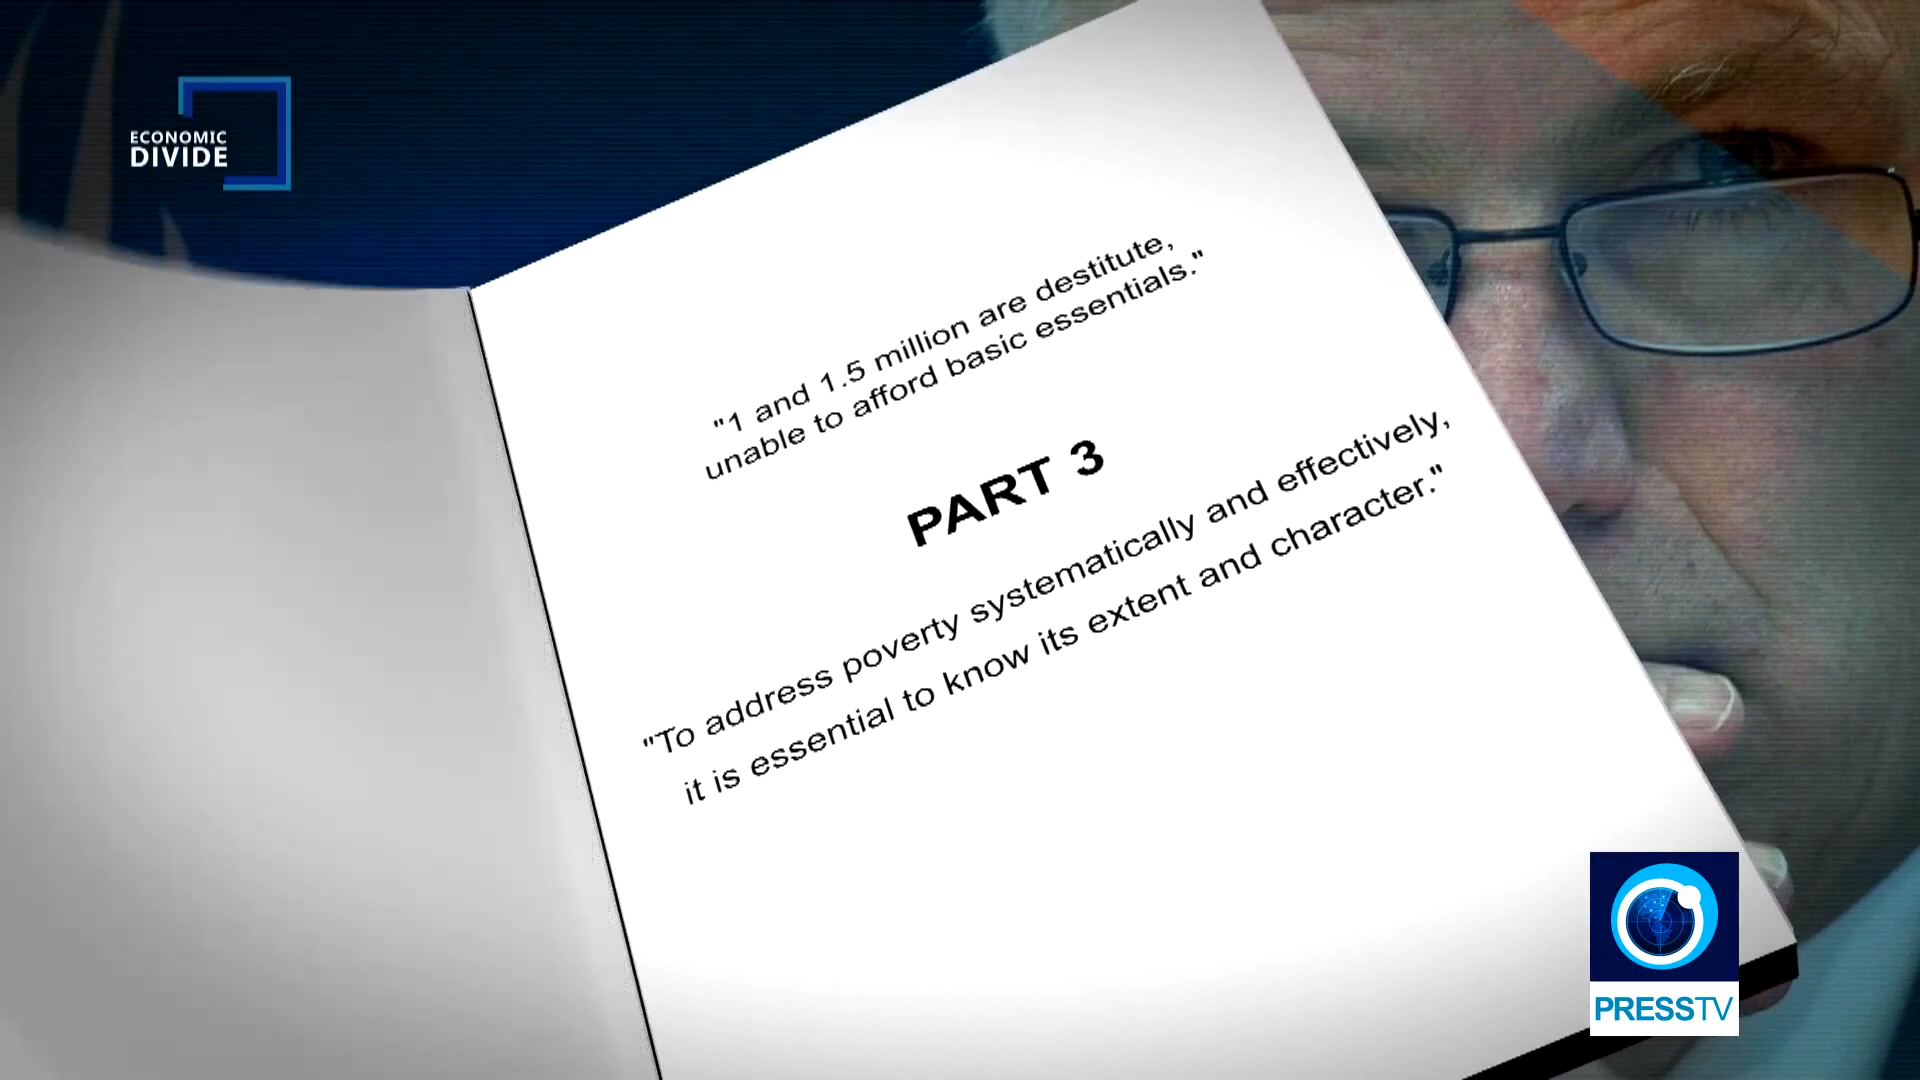 ECONOMIC
DIVIDE
"1 and 1.5 million are destitute,
unable to afford basic essentials."
PART 3
"To address poverty systematically and effectively,
it is essential to know its extent and character."
PRESSTV